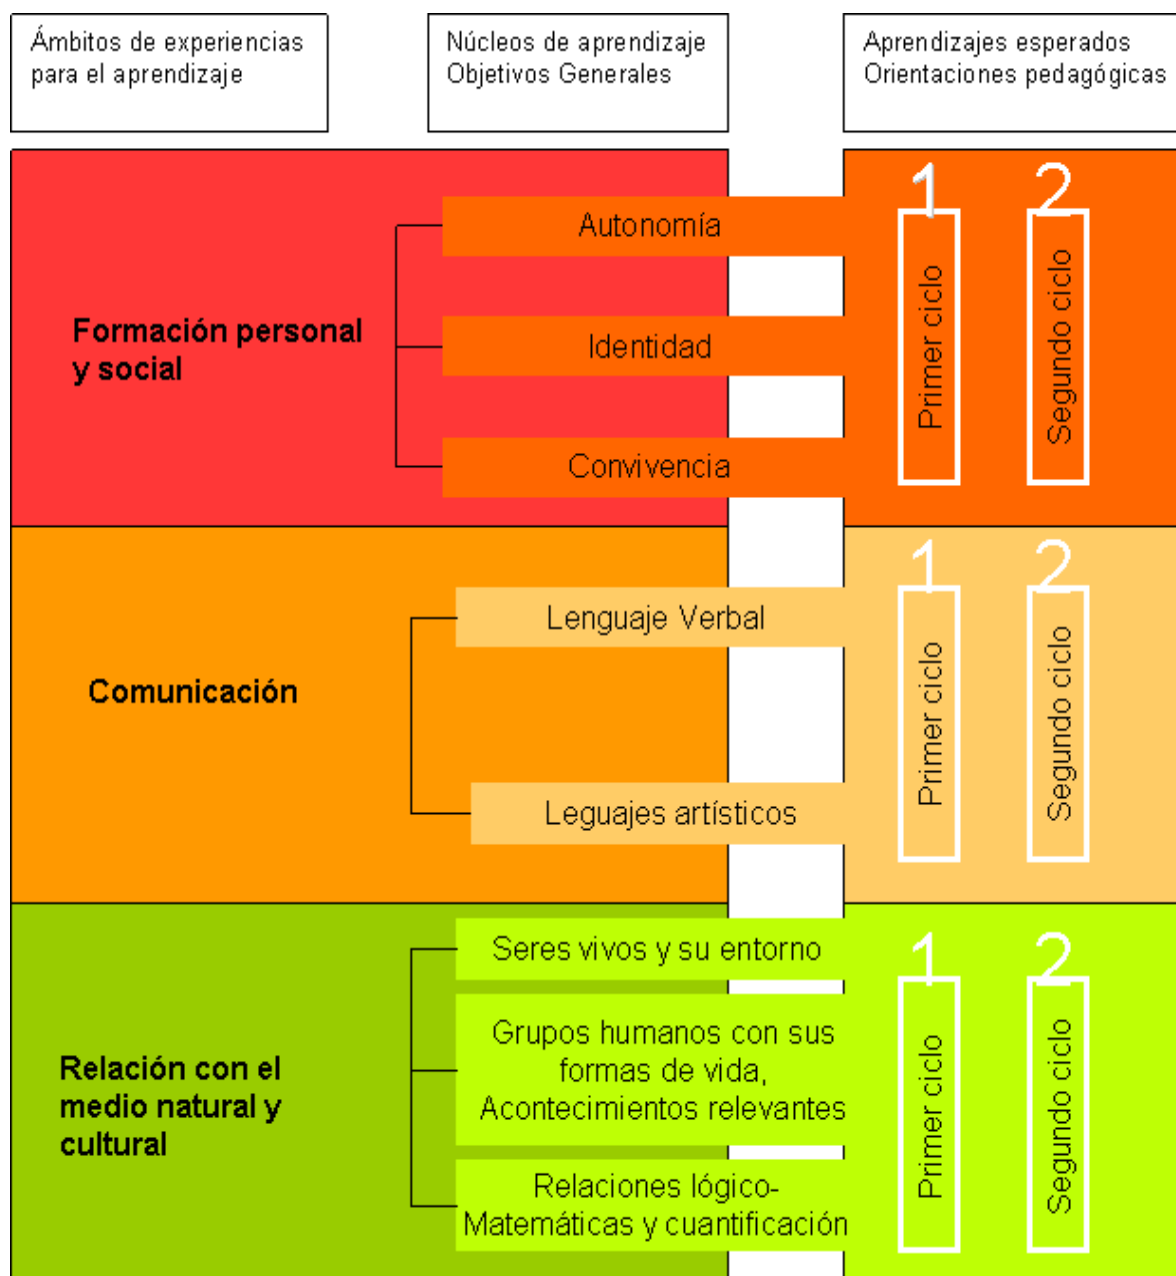 Ámbitos de experiencias
para el aprendizaje
Núcleos de aprendizaje
Objetivos Generales
Aprendizajes esperados
Orientaciones pedagógicas
Formación personal
y social
Autonomía
Identidad
Convivencia
1
Primer ciclo
2
Segundo ciclo
Comunicación
Lenguaje Verbal
Leguajes artísticos
1
Primer ciclo
2
Segundo ciclo
Relación con el
medio natural y
cultural
Seres vivos y su entorno
Grupos humanos con sus
formas de vida,
Acontecimientos relevantes
Relaciones lógico-
Matemáticas y cuantificación
1
Primer ciclo
2
Segundo ciclo